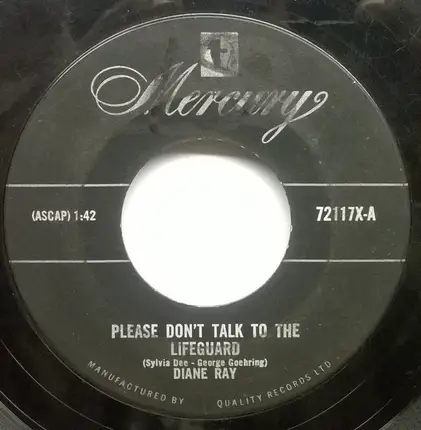 Mercury
(ASCAP) 1:42
72117X-A
PLEASE DON'T TALK TO THE
LIFEGUARD
(Sylvia Dee - George Goehring)
DIANE RAY
MANUFACTURED BY QUALITY RECORDS LTD